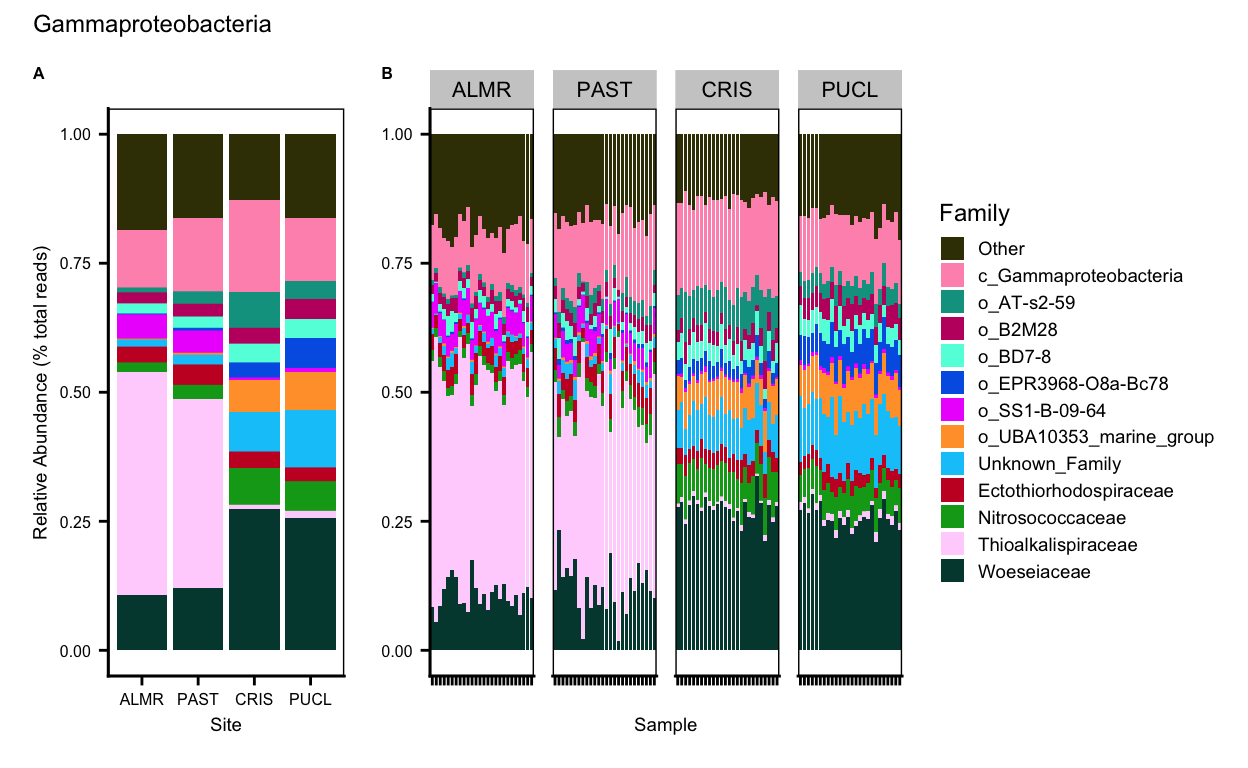 Gammaproteobacteria
A
Relative Abundance (% total reads)
1.00
0.75
0.50
0.25
0.00
ALMR PAST CRIS PUCL
Site
B
ALMR PAST CRIS PUCL
1.00
0.75
0.50
0.25
0.00
Sample
Family
Other
c_Gammaproteobacteria
o_AT-s2-59
o_B2M28
o_BD7-8
o_EPR3968-O8a-Bc78
o_SS1-B-09-64
o_UBA10353_marine_group
Unknown_Family
Ectothiorhodospiraceae
Nitrosococcaceae
Thioalkalispiraceae
Woeseiaceae